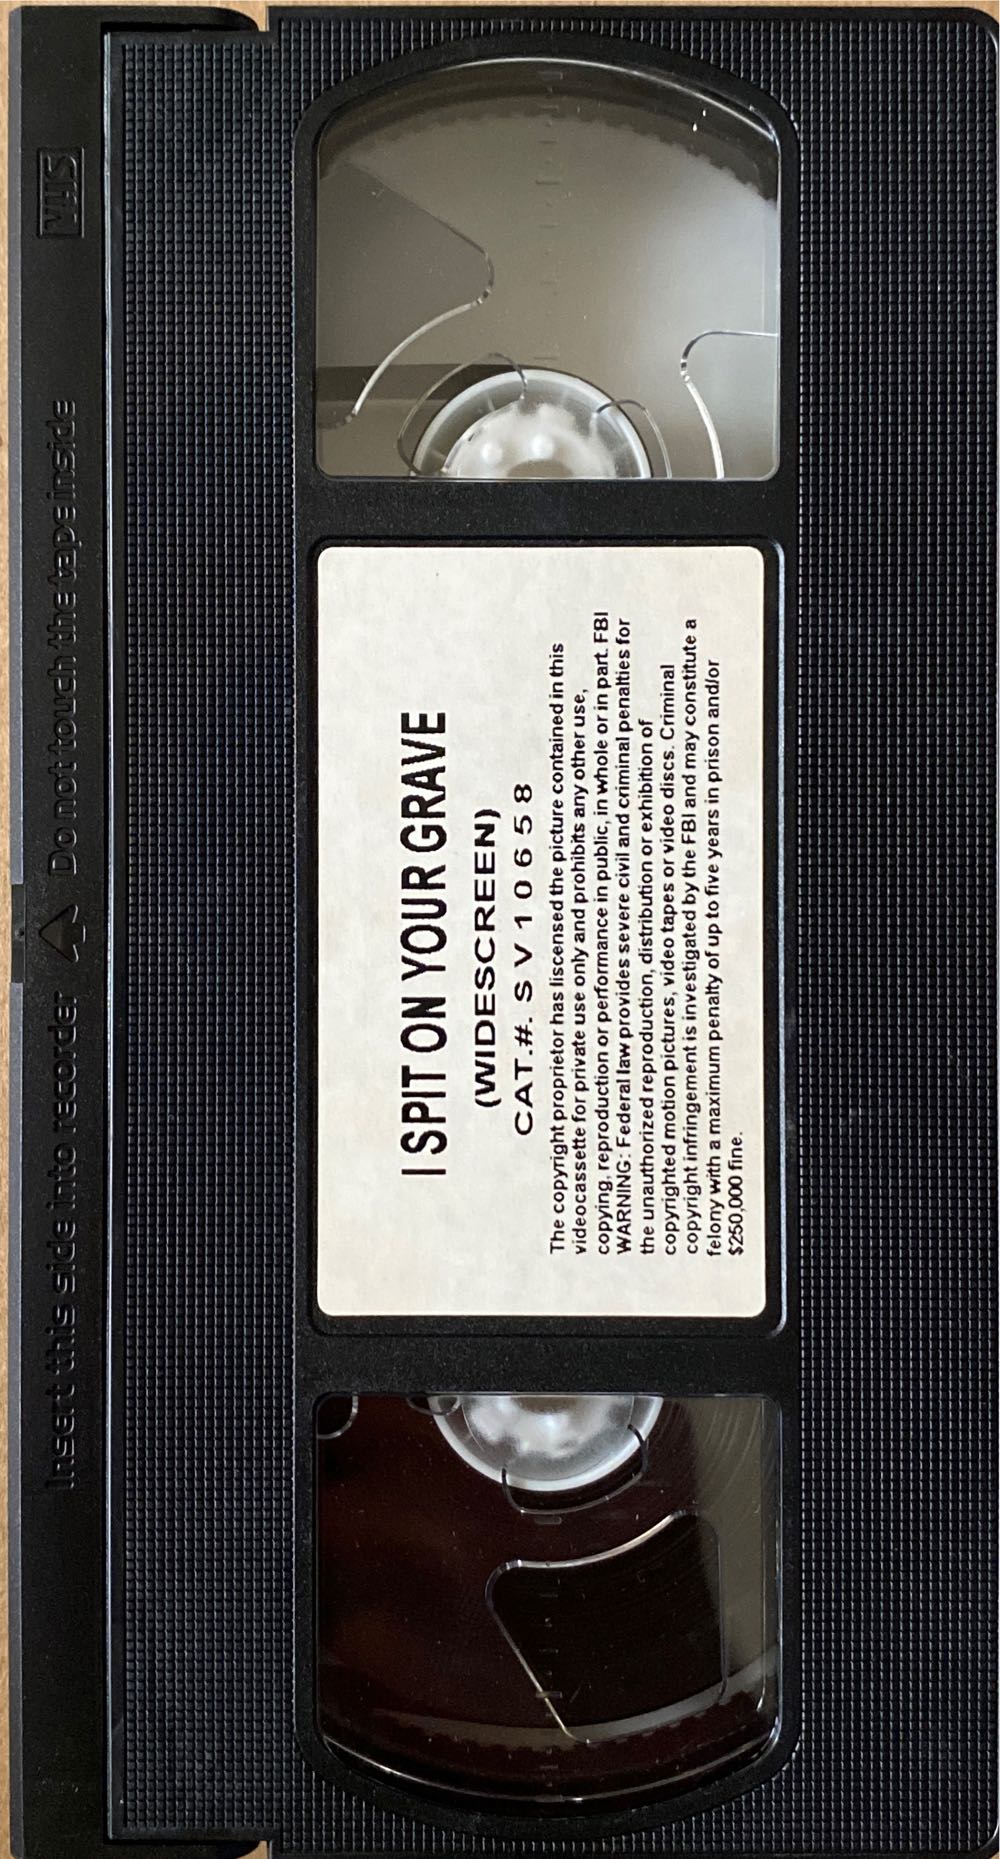 VHS
Insert this side into recorder Do not touch the tape inside
I SPIT ON YOUR GRAVE
(WIDESCREEN)
CAT.#. SV10658
The copyright proprietor has liscensed the picture contained in this
videocassette for private use only and prohibits any other use,
copying, reproduction or performance in public, in whole or in part. FBI
WARNING: Federal law provides severe civil and criminal penalties for
the unauthorized reproduction, distribution or exhibition of
copyrighted motion pictures, video tapes or video discs. Criminal
copyright infringement is investigated by the FBI and may constitute a
felony with a maximum penalty of up to five years in prison and/or
$250,000 fine.